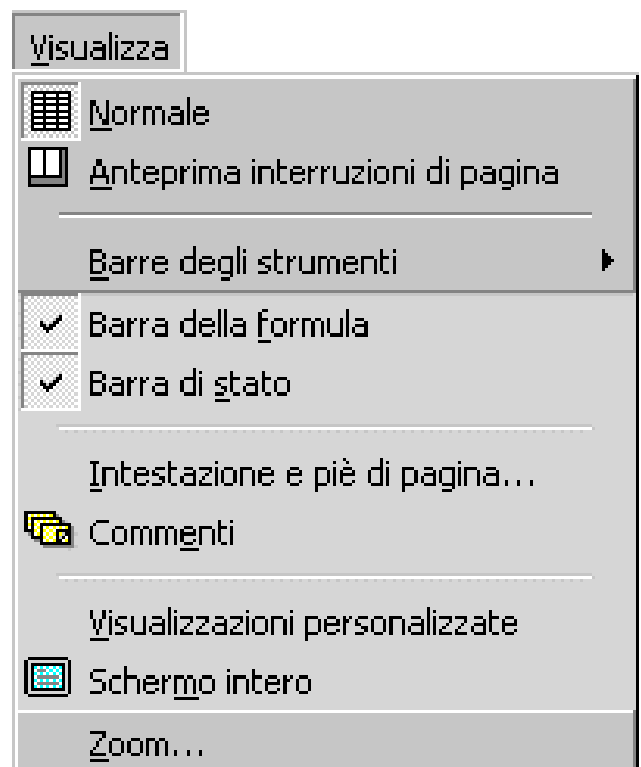 Visualizza
Normale
Anteprima interruzioni di pagina
Barre degli strumenti
Barra della formula
Barra di stato
Intestazione e piè di pagina...
Commenti
Visualizzazioni personalizzate
Schermo intero
Zoom...